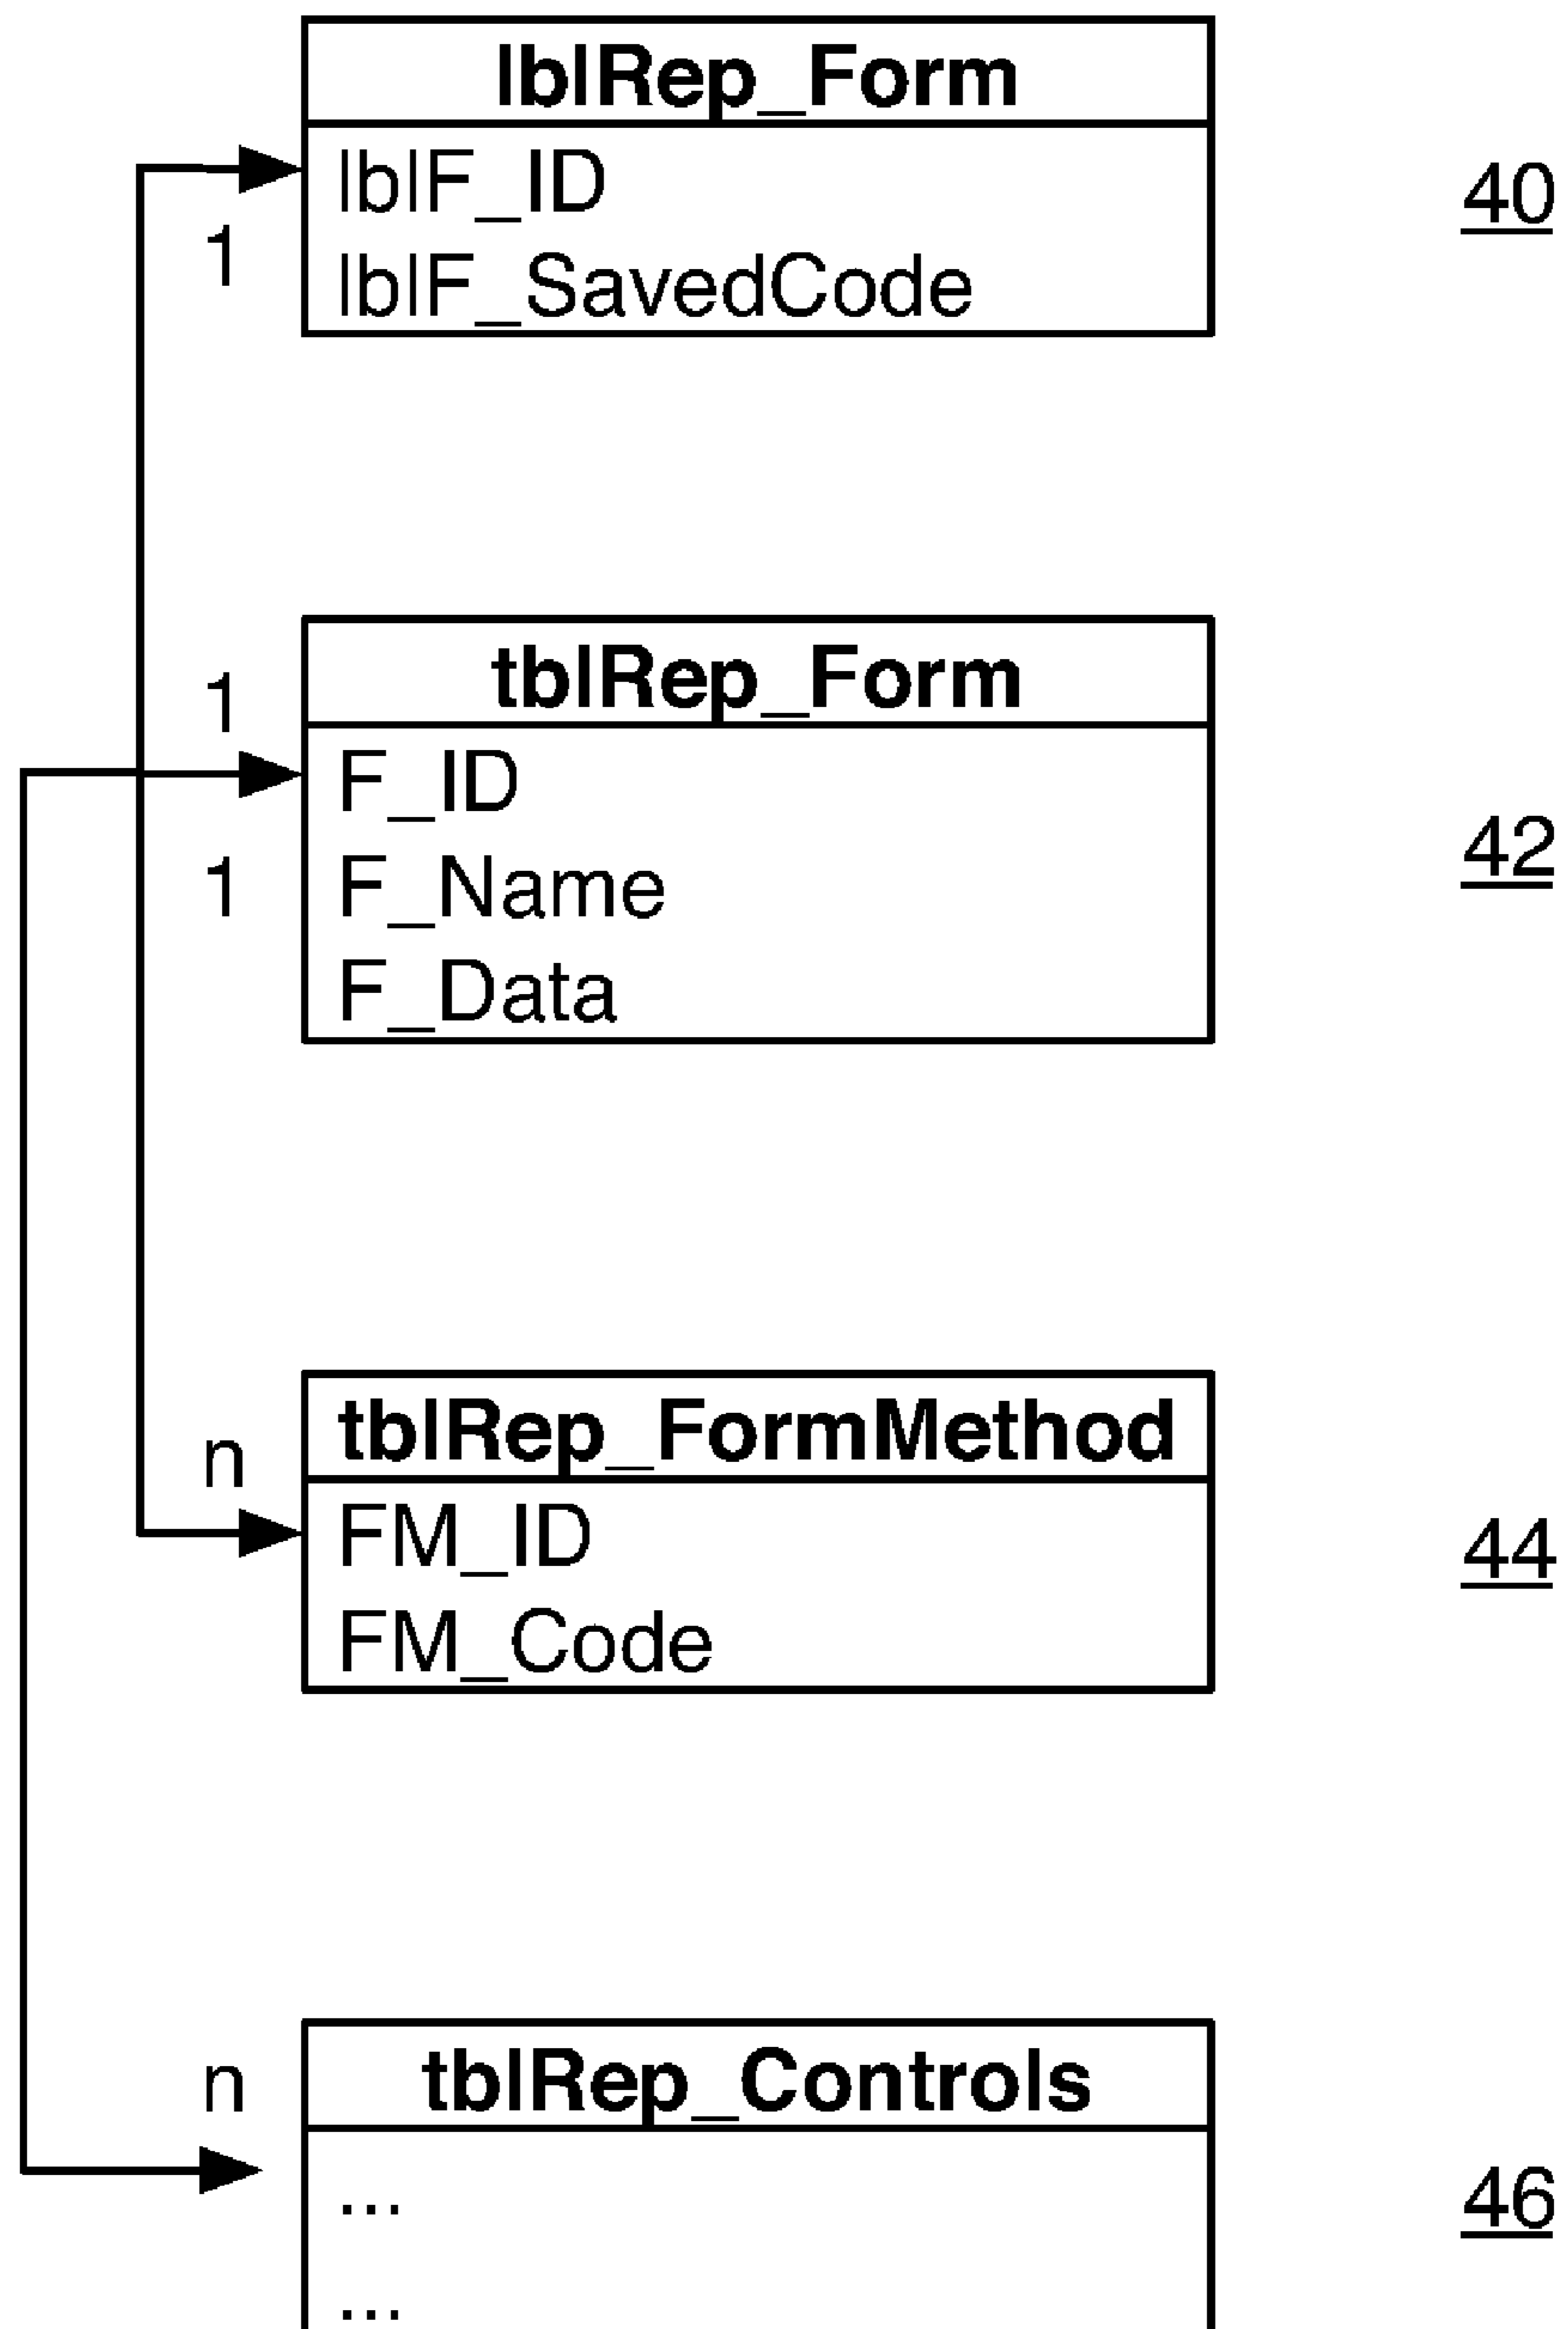 lblRep_Form
lblF_ID
40
1
lblF_SavedCode
1
tblRep_Form
F_ID
42
1
F_Name
F_Data
n
tblRep_FormMethod
FM_ID
44
FM_Code
n
tblRep_Controls
...
46
...